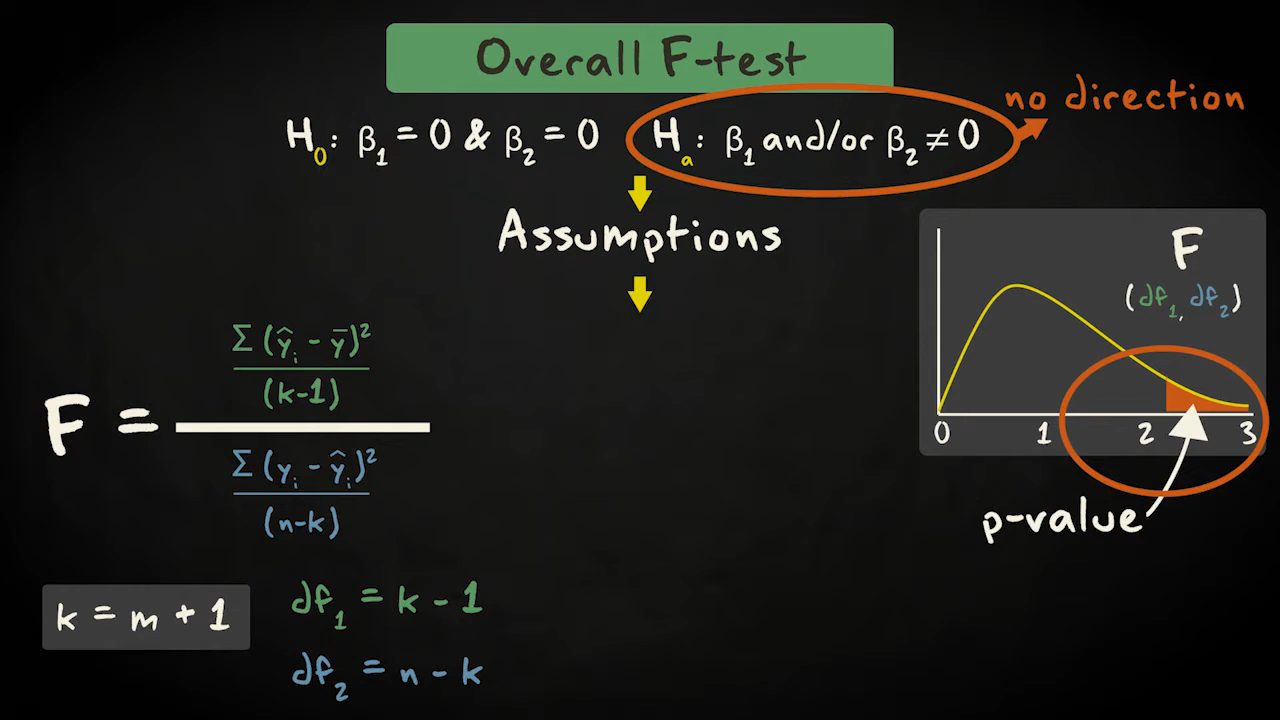 Overall F-test
no direction
H₀: β₁ = 0 & β₂ = 0
Hₐ: β₁ and/or β₂ ≠ 0
Assumptions
F
(df₁, df₂)
0 1 2 3
p-value
F =
Σ(ŷᵢ - ȳ)²
(k-1)
Σ(yᵢ - ŷᵢ)²
(n-k)
k = m + 1
df₁ = k - 1
df₂ = n - k